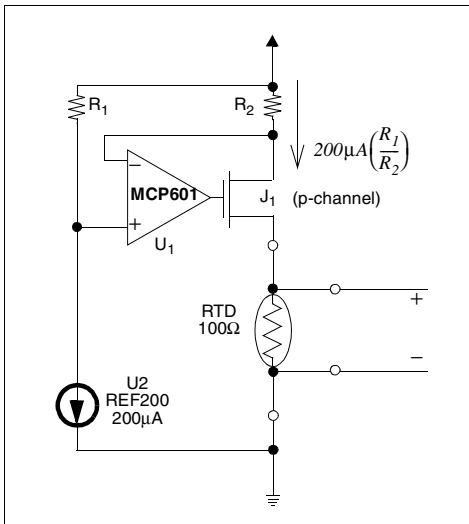 R₁
R₂
200μA(R₁/R₂)
−
MCP601
+
U₁
J₁ (p-channel)
RTD
100Ω
+
−
U2
REF200
200μA